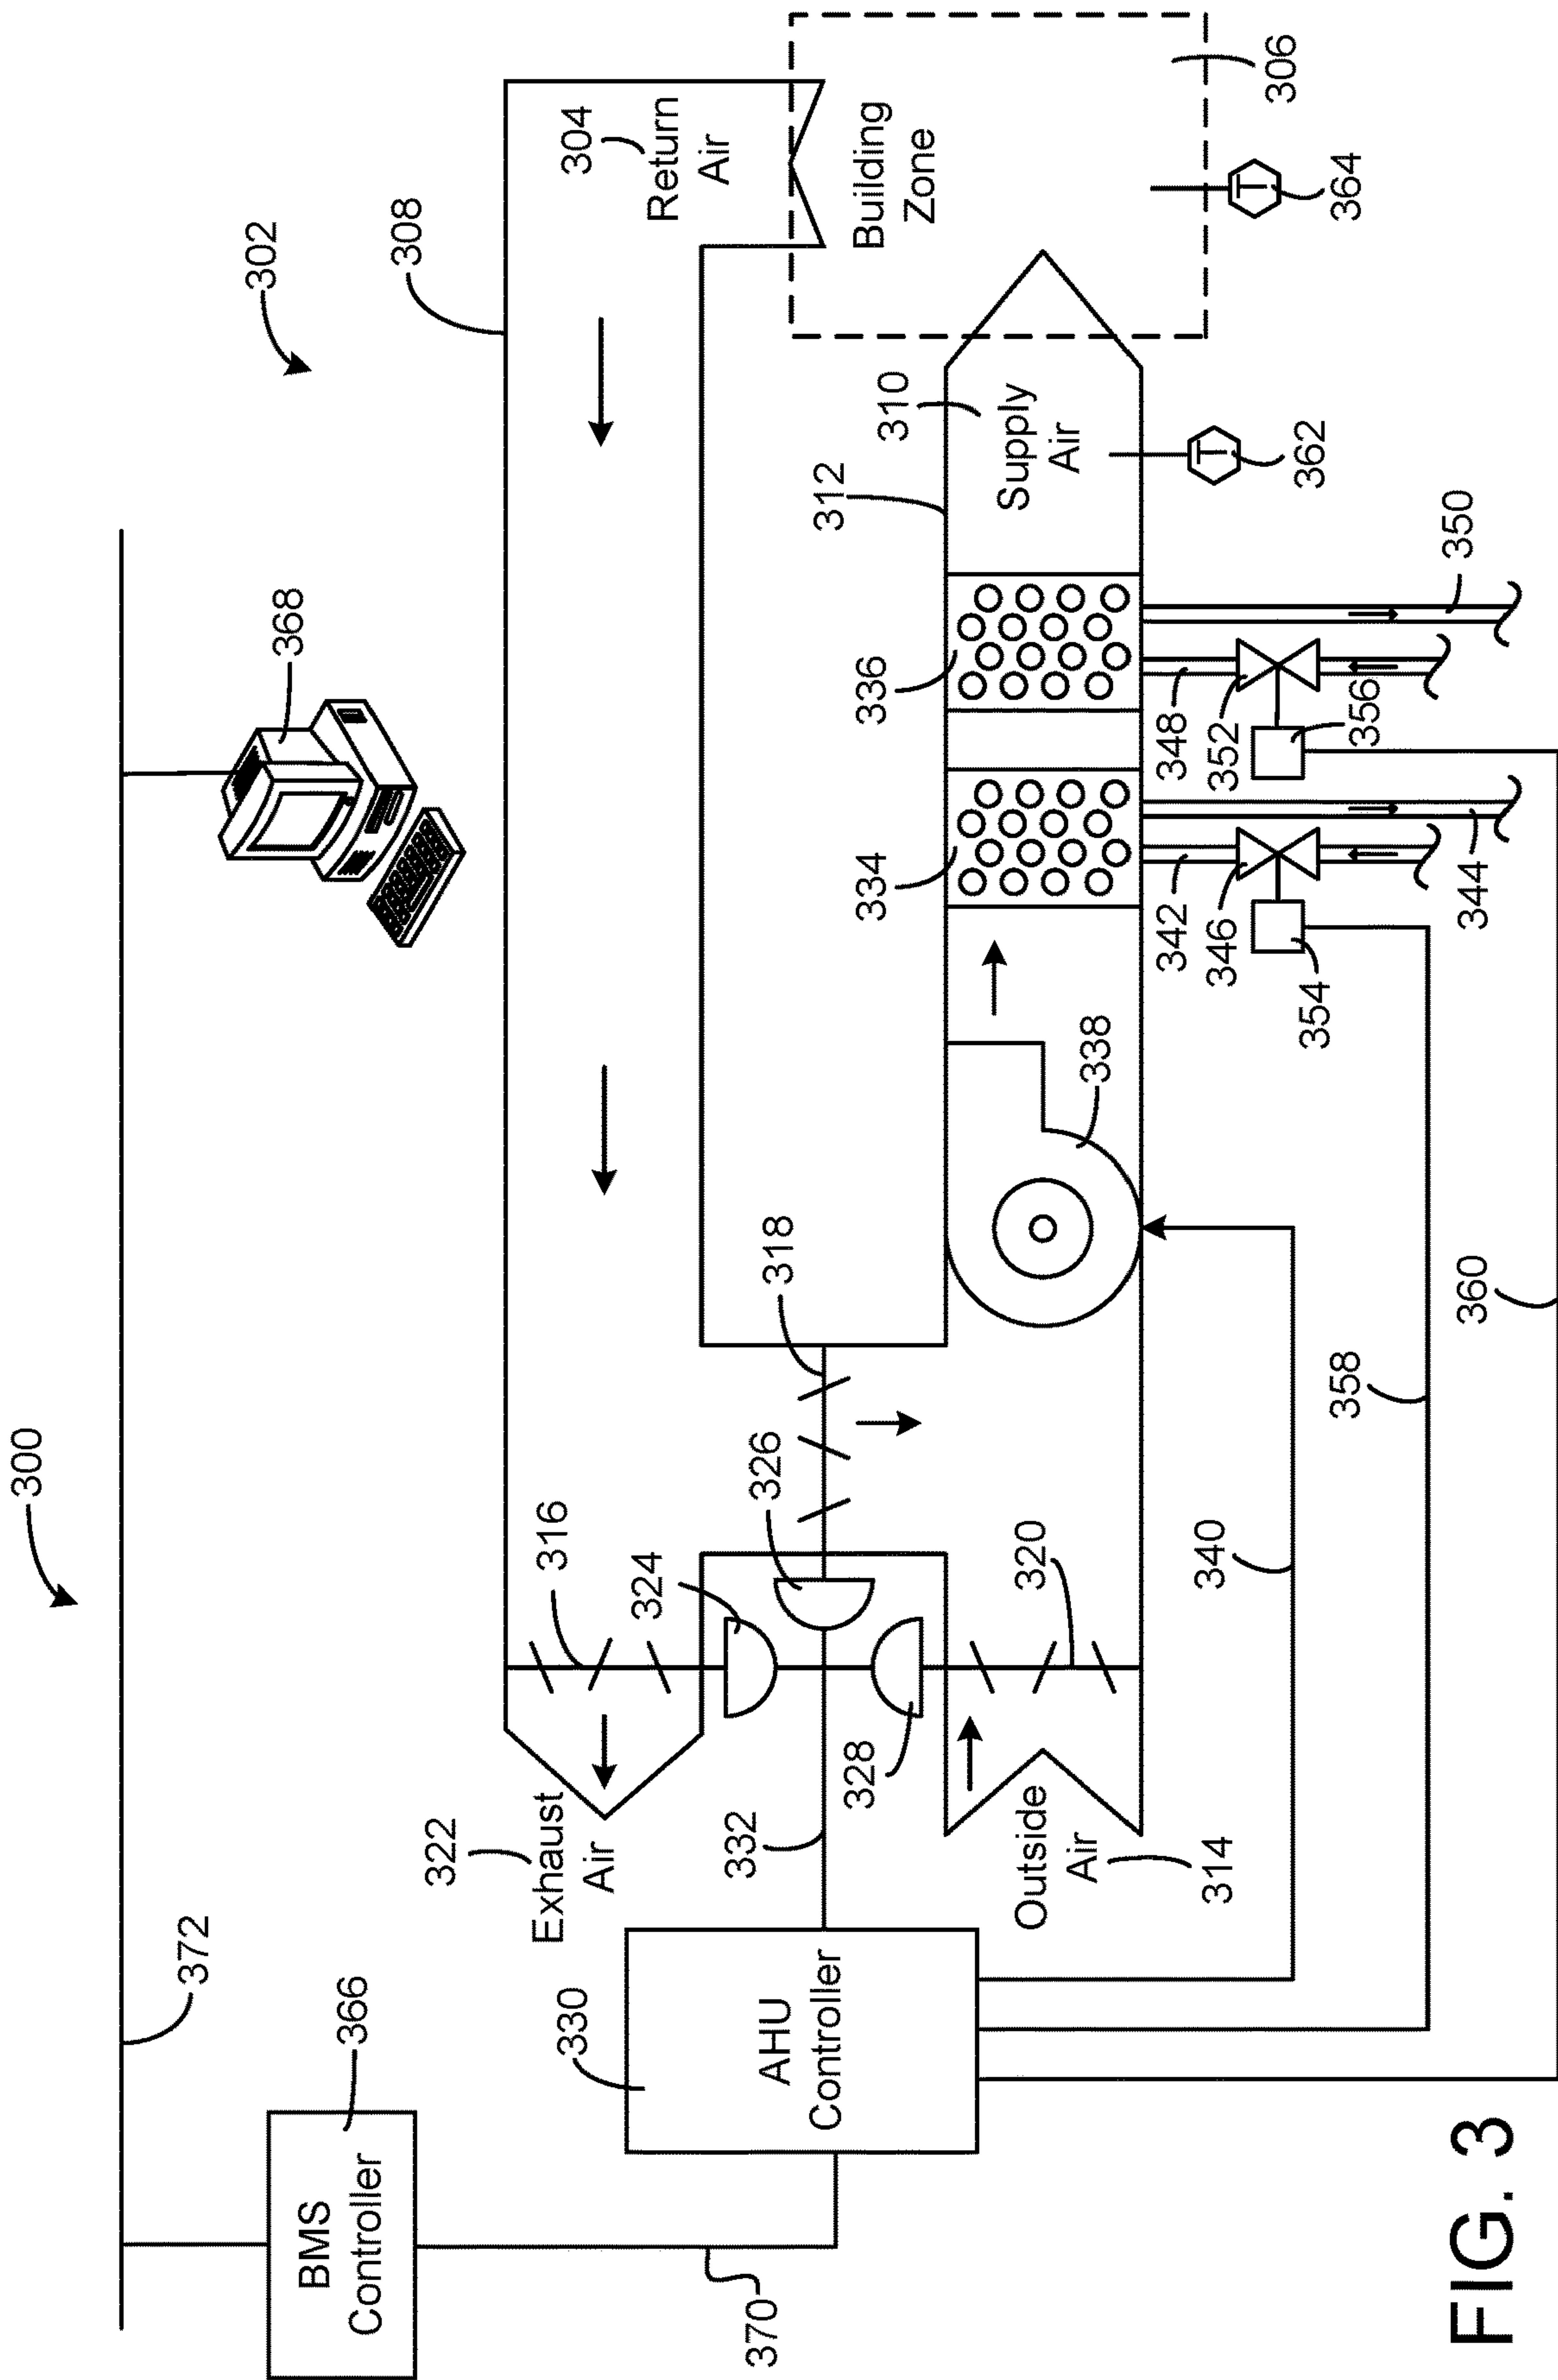 300
302
372
BMS
Controller
366
370
368
308
304
Return
Air
322
Exhaust
Air
316
324
326
318
332
328
330
AHU
Controller
Outside
Air
314
320
338
334
336
312
310
Supply
Air
Building
Zone
306
340
342
346
354
344
348
352
356
350
T
362
T
364
358
360
FIG. 3